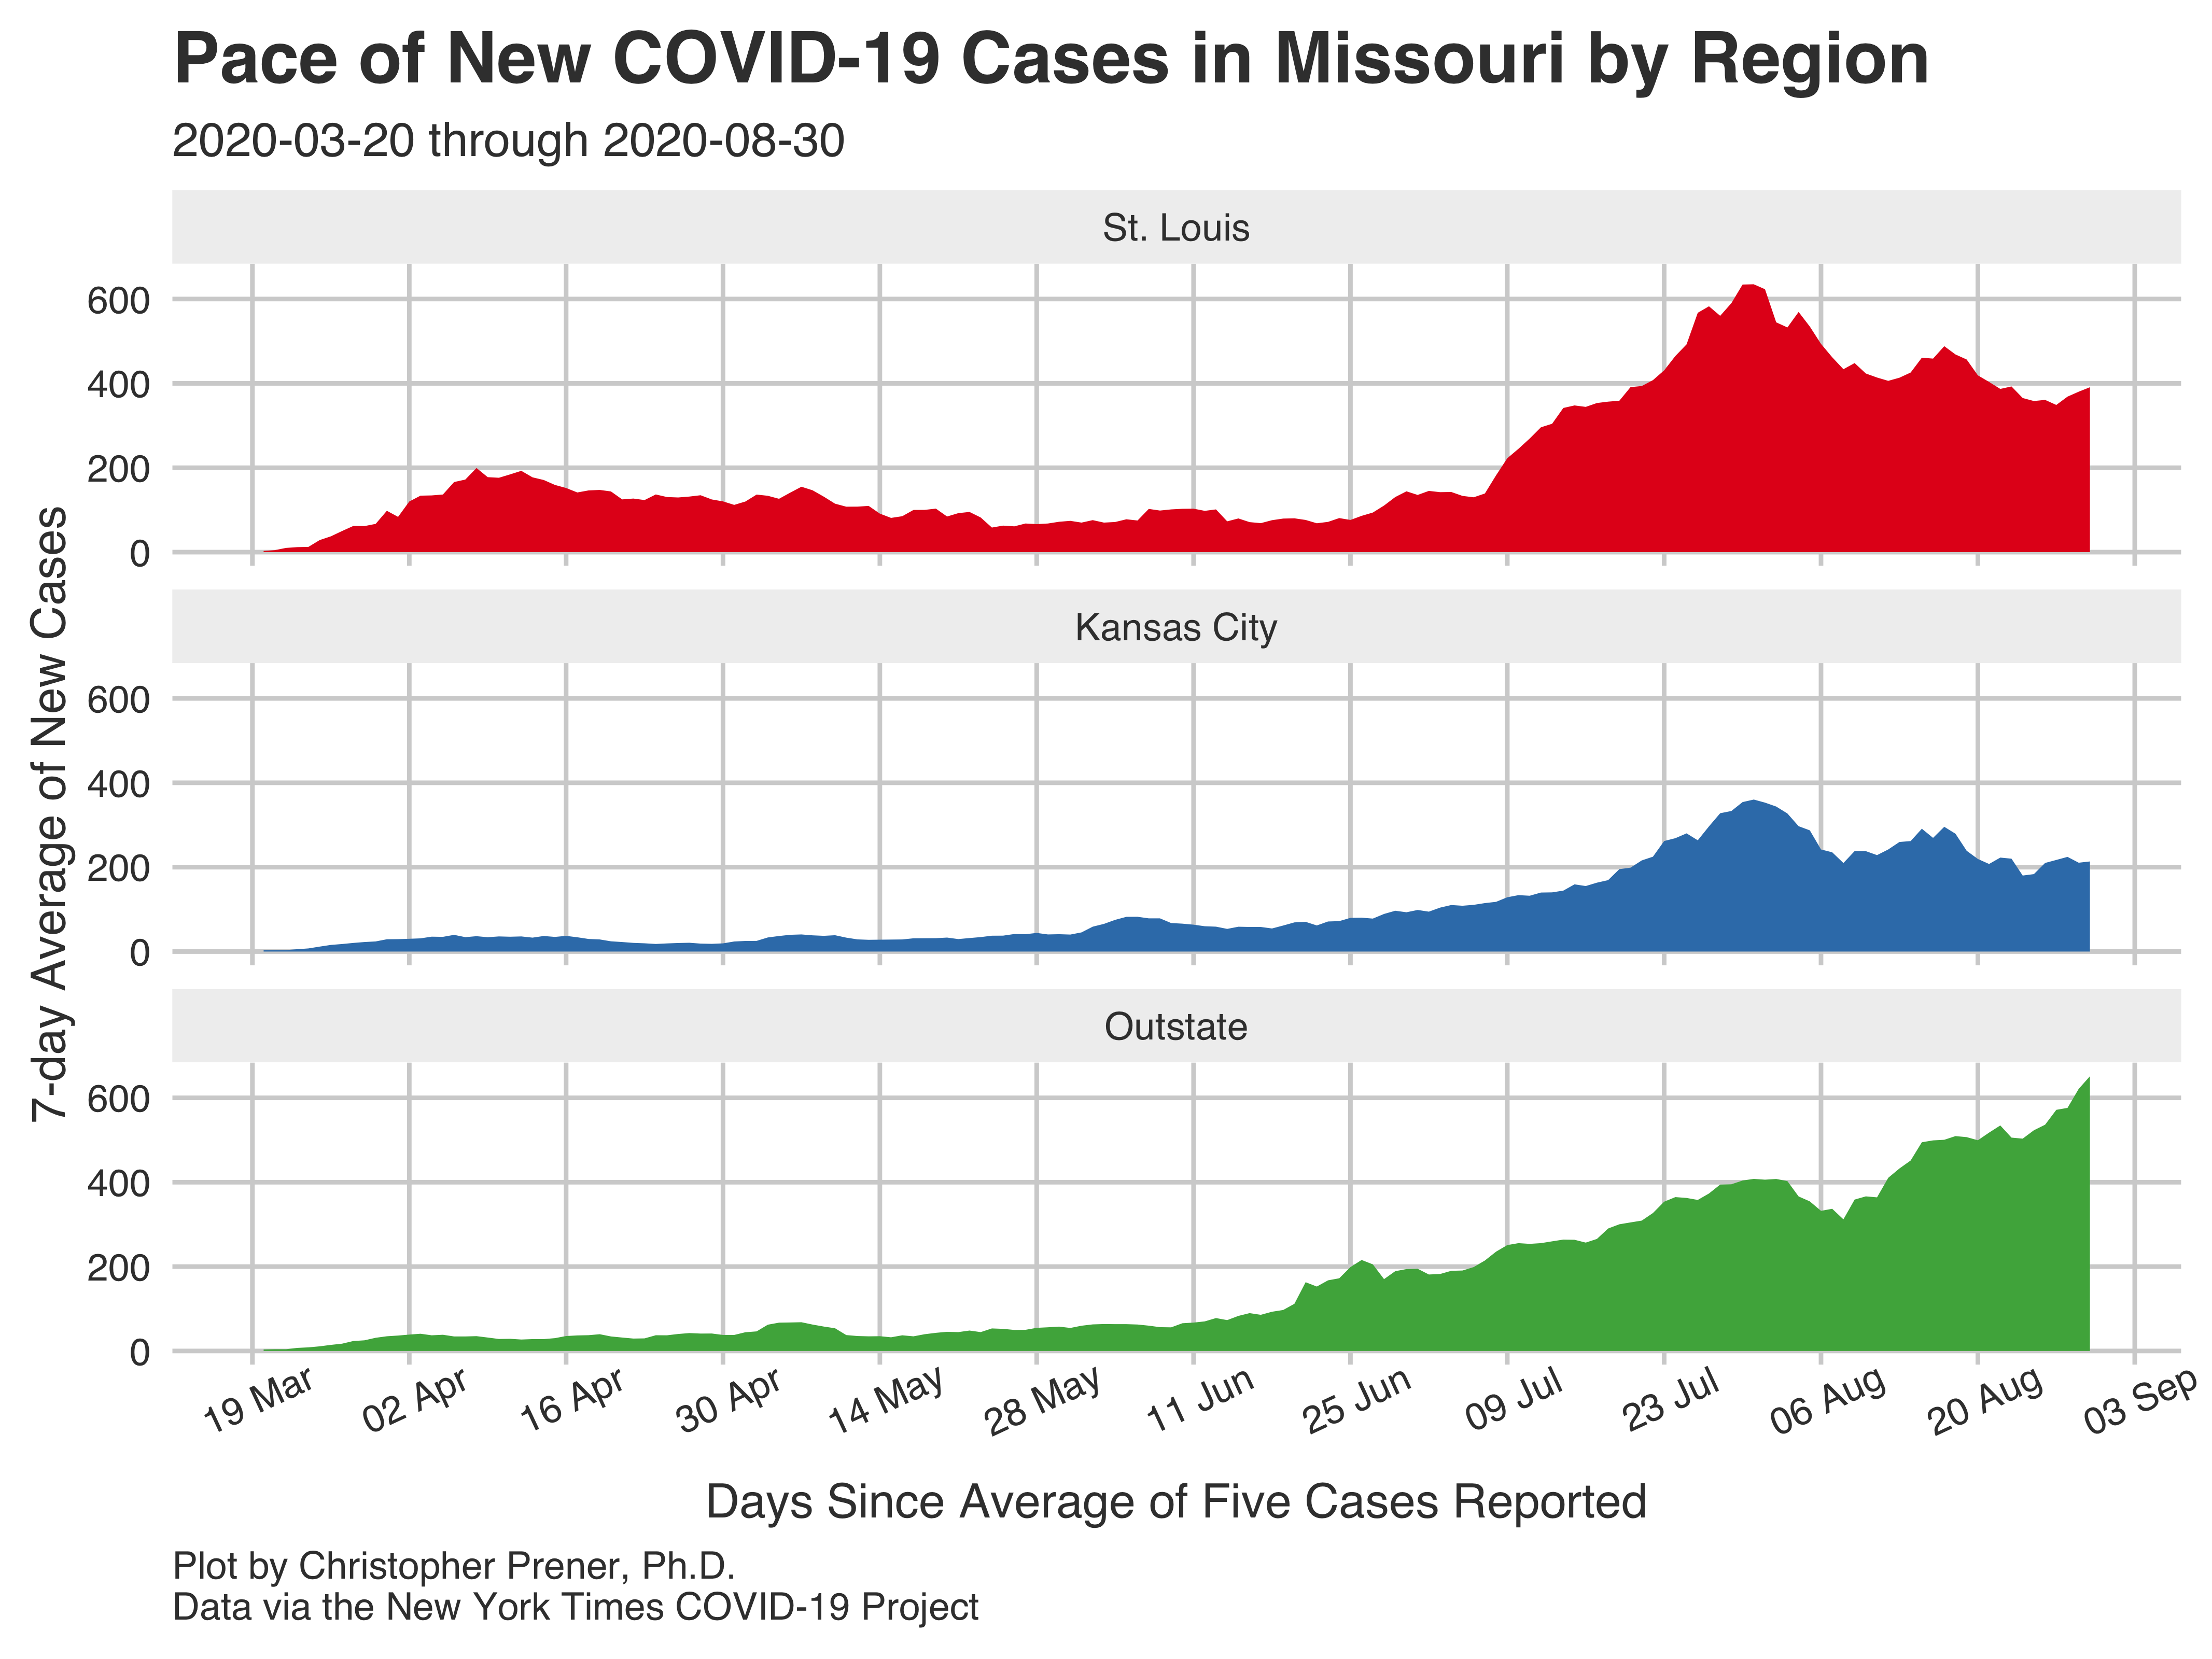 Pace of New COVID-19 Cases in Missouri by Region
2020-03-20 through 2020-08-30
7-day Average of New Cases
St. Louis
600
400
200
0
Kansas City
600
400
200
0
Outstate
600
400
200
0
19 Mar
02 Apr
16 Apr
30 Apr
14 May
28 May
11 Jun
25 Jun
09 Jul
23 Jul
06 Aug
20 Aug
03 Sep
Days Since Average of Five Cases Reported
Plot by Christopher Prener, Ph.D.
Data via the New York Times COVID-19 Project